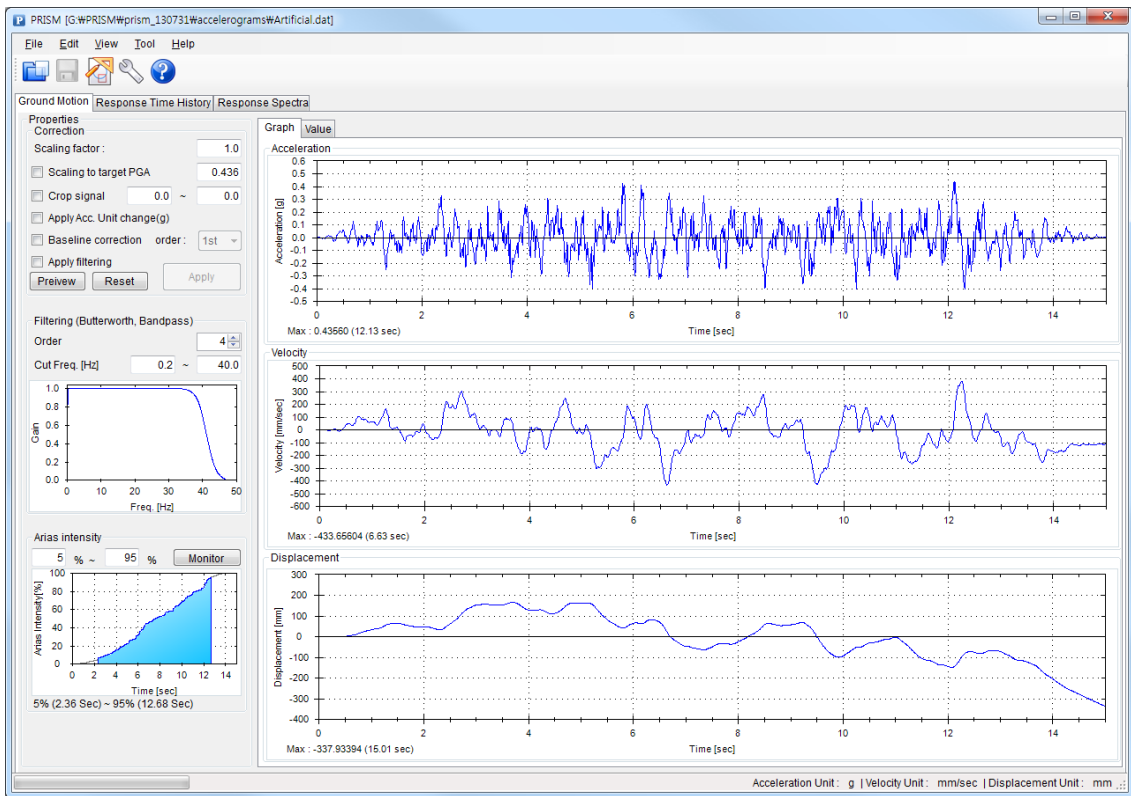 PRISM [G:₩PRISM₩prism_130731₩accelerograms₩Artificial.dat]
File Edit View Tool Help
Ground Motion Response Time History Response Spectra
Properties
Correction
Scaling factor : 1.0
Scaling to target PGA 0.436
Crop signal 0.0 ~ 0.0
Apply Acc. Unit change(g)
Baseline correction order : 1st
Apply filtering
Preivew Reset Apply
Filtering (Butterworth, Bandpass)
Order 4
Cut Freq. [Hz] 0.2 ~ 40.0
Gain
1.0
0.8
0.6
0.4
0.2
0.0
0 10 20 30 40 50
Freq. [Hz]
Arias intensity
5 % ~ 95 % Monitor
Arias Intensity[%]
100
80
60
40
20
0
0 2 4 6 8 10 12 14
Time [sec]
5% (2.36 Sec) ~ 95% (12.68 Sec)
Graph Value
Acceleration
Acceleration [g]
0.6
0.5
0.4
0.3
0.2
0.1
0.0
-0.1
-0.2
-0.3
-0.4
-0.5
0 2 4 6 8 10 12 14
Max : 0.43560 (12.13 sec) Time [sec]
Velocity
Velocity [mm/sec]
500
400
300
200
100
0
-100
-200
-300
-400
-500
-600
0 2 4 6 8 10 12 14
Max : -433.65604 (6.63 sec) Time [sec]
Displacement
Displacement [mm]
300
200
100
0
-100
-200
-300
-400
0 2 4 6 8 10 12 14
Max : -337.93394 (15.01 sec) Time [sec]
Acceleration Unit : g | Velocity Unit : mm/sec | Displacement Unit : mm